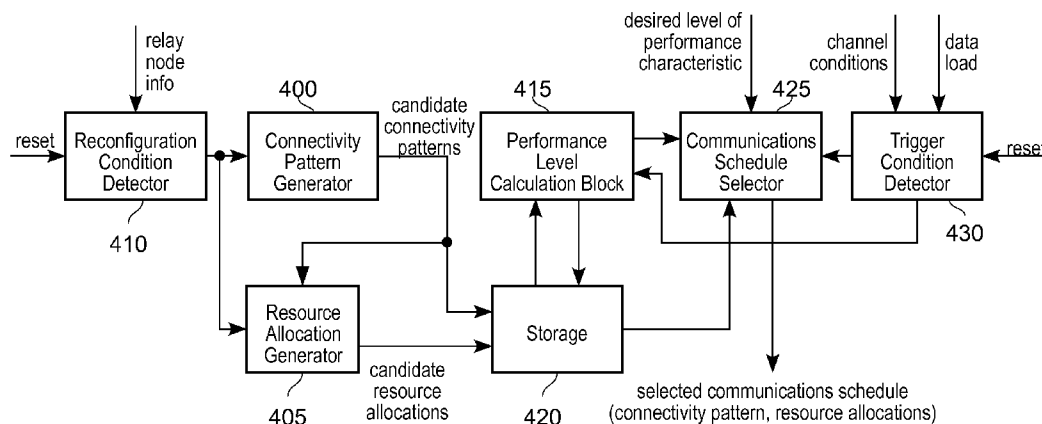 desired level of
performance
characteristic
channel
conditions
data
load
relay
node
info
400
candidate
connectivity
patterns
415
425
reset
Reconfiguration
Condition
Detector
Connectivity
Pattern
Generator
Performance
Level
Calculation Block
Communications
Schedule
Selector
Trigger
Condition
Detector
reset
410
430
Resource
Allocation
Generator
Storage
405
candidate
resource
allocations
420
selected communications schedule
(connectivity pattern, resource allocations)